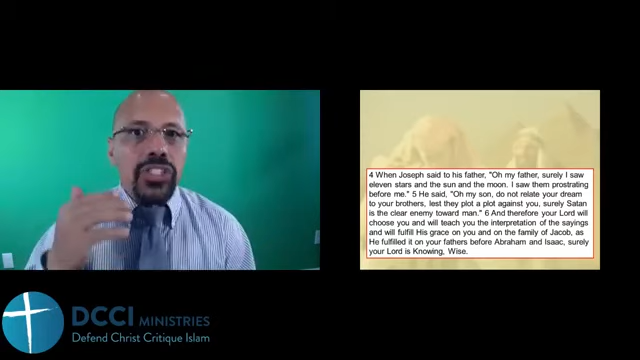 4 When Joseph said to his father, "Oh my father, surely I saw
eleven stars and the sun and the moon. I saw them prostrating
before me." 5 He said, "Oh my son, do not relate your dream
to your brothers, lest they plot a plot against you, surely Satan
is the clear enemy toward man." 6 And therefore your Lord will
choose you and will teach you the interpretation of the sayings
and will fulfill His grace on you and on the family of Jacob, as
He fulfilled it on your fathers before Abraham and Isaac, surely
your Lord is Knowing, Wise.
DCCI MINISTRIES
Defend Christ Critique Islam